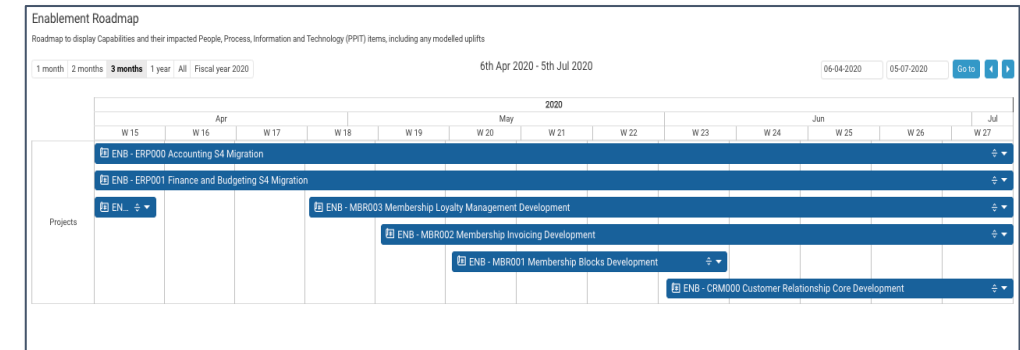 Enablement Roadmap
Roadmap to display Capabilities and their impacted People, Process, Information and Technology (PPIT) items, including any modelled uplifts
1 month 2 months 3 months 1 year All Fiscal year 2020
6th Apr 2020 - 5th Jul 2020
06-04-2020 05-07-2020 Go to
2020
Apr May Jun Jul
W 15 W 16 W 17 W 18 W 19 W 20 W 21 W 22 W 23 W 24 W 25 W 26 W 27
Projects
ENB - ERP000 Accounting S4 Migration
ENB - ERP001 Finance and Budgeting S4 Migration
EN... ENB - MBR003 Membership Loyalty Management Development
ENB - MBR002 Membership Invoicing Development
ENB - MBR001 Membership Blocks Development
ENB - CRM000 Customer Relationship Core Development